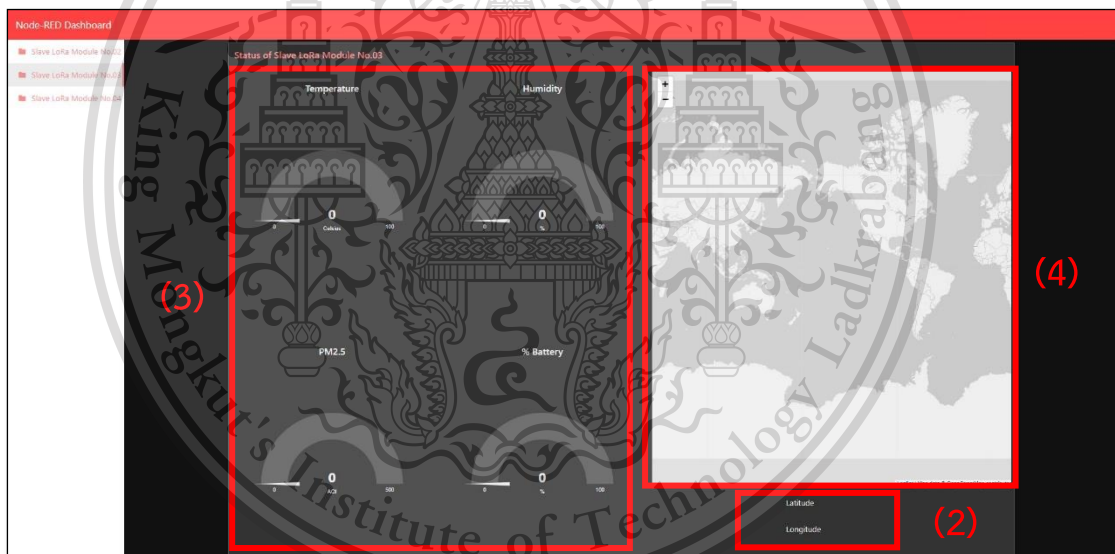 Node-RED Dashboard
Slave LoRa Module No.02
Slave LoRa Module No.03
Slave LoRa Module No.04
Status of Slave LoRa Module No.03
Temperature
Humidity
0
Celsius
0
100
0
%
0
100
PM2.5
% Battery
0
AQI
0
500
0
%
0
100
+
−
Latitude
Longitude
(3)
(4)
(2)
King Mongkut's Institute of Technology Ladkrabang